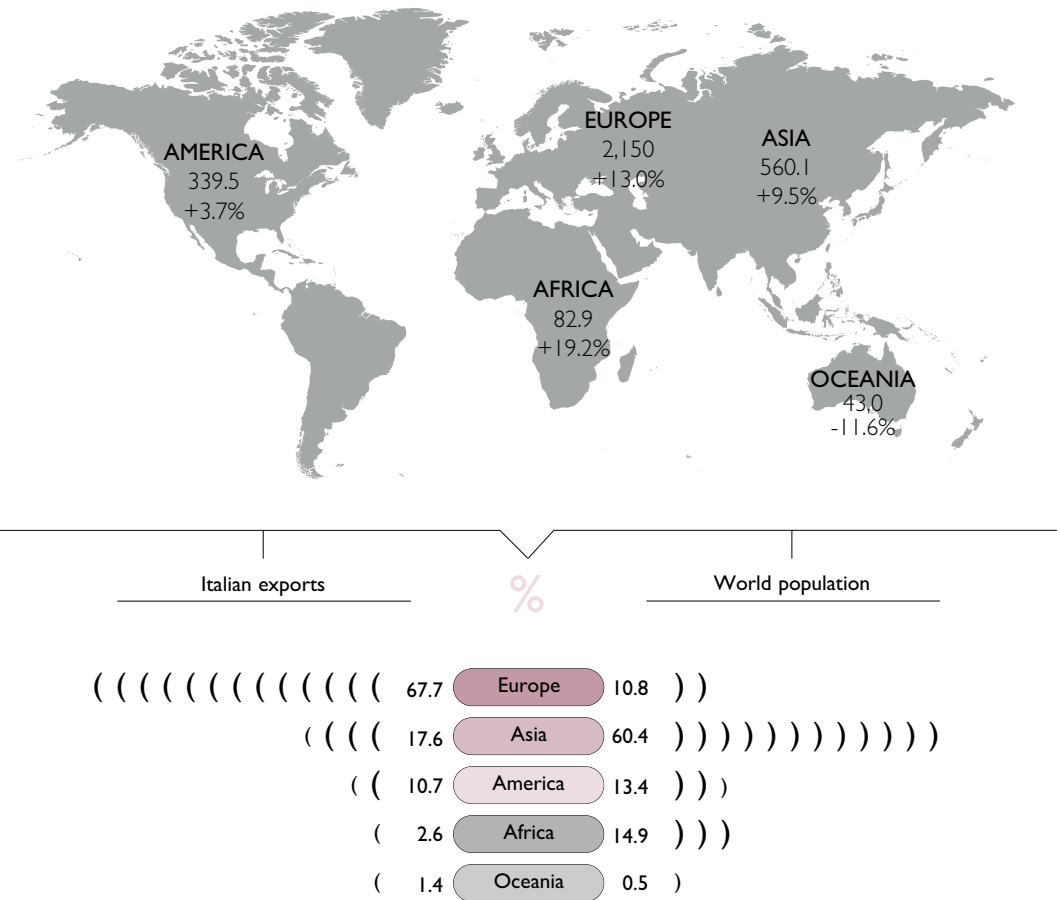 AMERICA
339.5
+3.7%
EUROPE
2,150
+13.0%
ASIA
560.1
+9.5%
AFRICA
82.9
+19.2%
OCEANIA
43,0
-11.6%
Italian exports
%
World population
67.7 Europe 10.8
17.6 Asia 60.4
10.7 America 13.4
2.6 Africa 14.9
1.4 Oceania 0.5